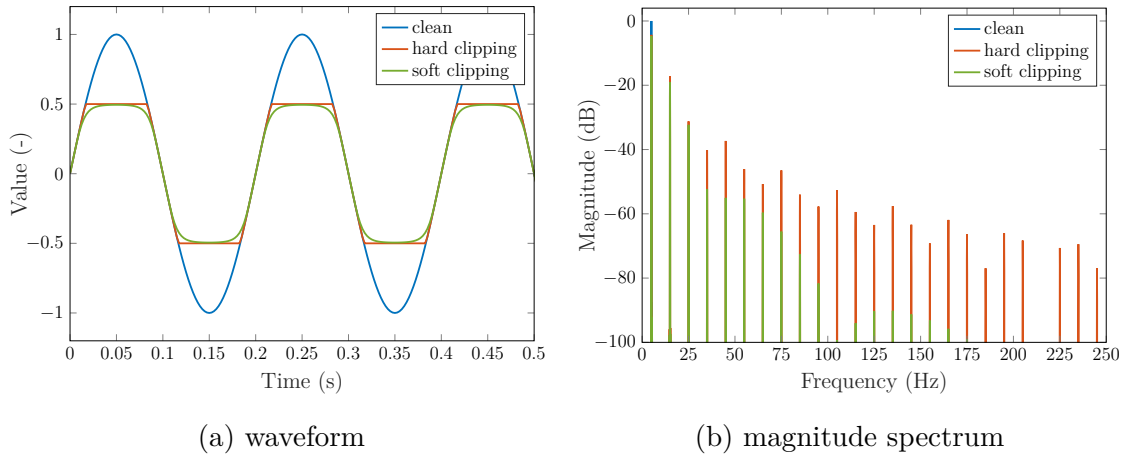 clean
hard clipping
soft clipping
1
0.5
0
−0.5
−1
Value (-)
0 0.05 0.1 0.15 0.2 0.25 0.3 0.35 0.4 0.45 0.5
Time (s)
(a) waveform
clean
hard clipping
soft clipping
0
−20
−40
−60
−80
−100
Magnitude (dB)
0 25 50 75 100 125 150 175 200 225 250
Frequency (Hz)
(b) magnitude spectrum